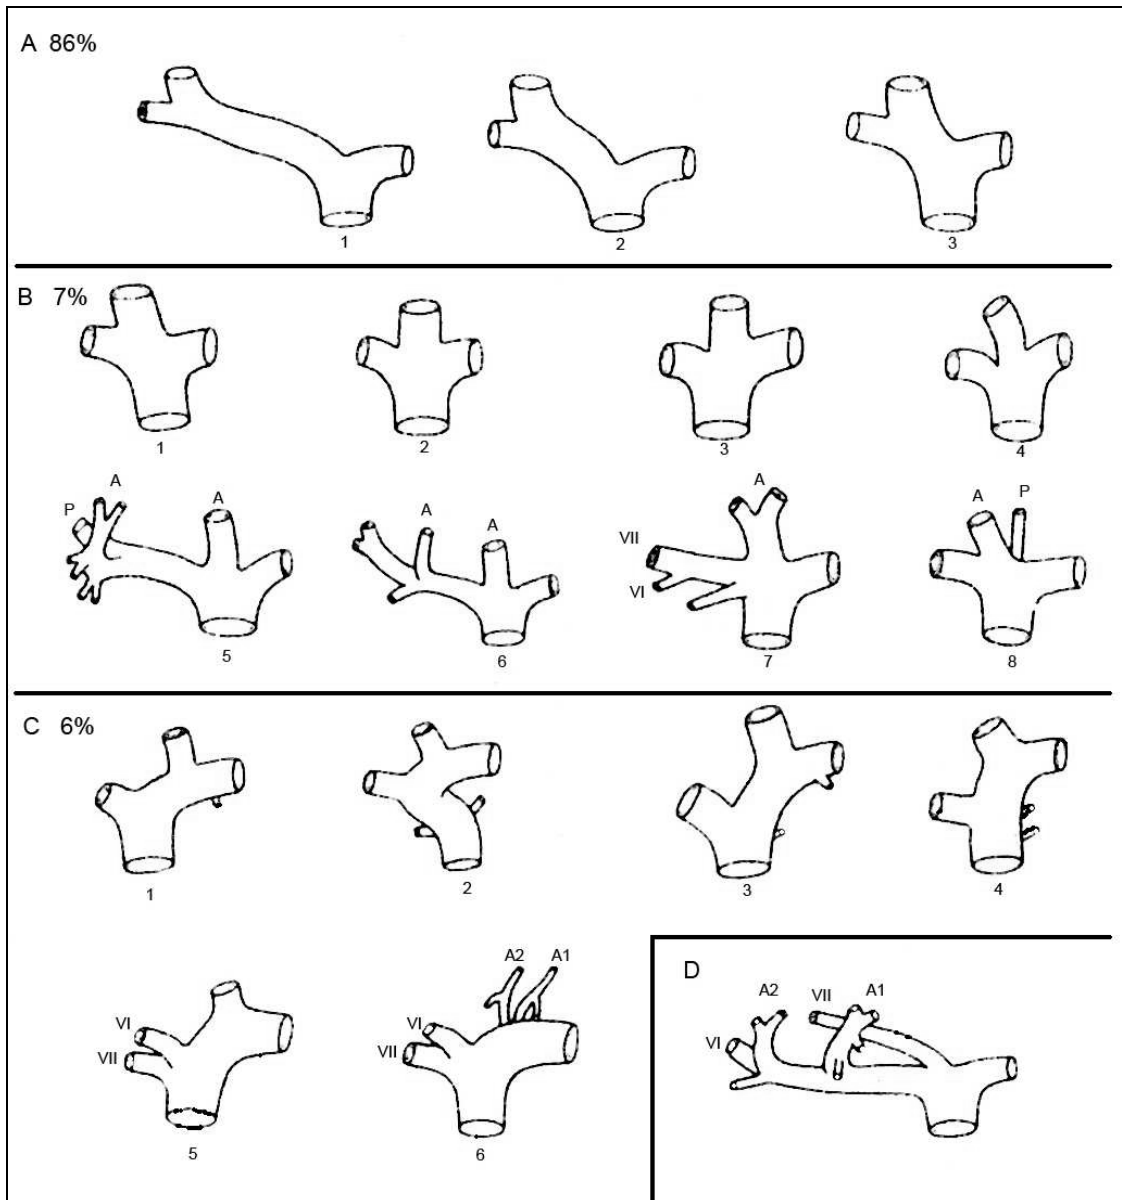 A 86%
1 2 3
B 7%
1 2 3 4
P A A
A A
VII VI A
A P
5 6 7 8
C 6%
1 2 3 4
VI VII
A2 A1
VI VII
5 6
D
A2 VII A1
VI